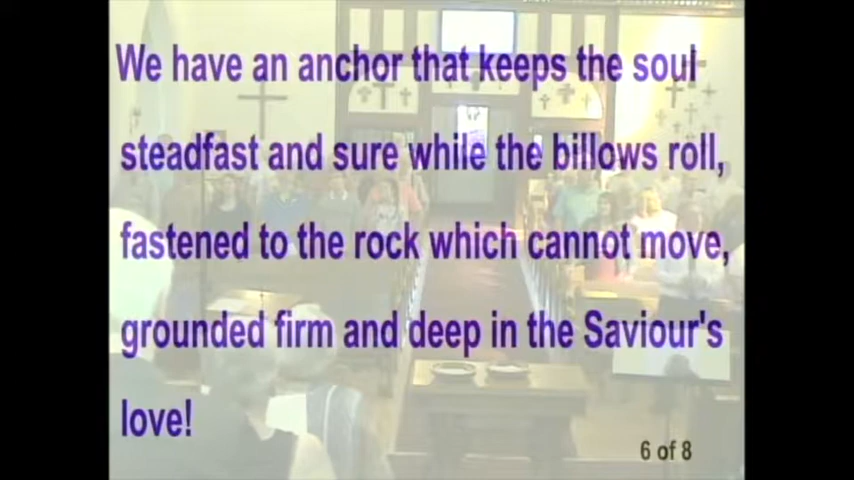 We have an anchor that keeps the soul
steadfast and sure while the billows roll,
fastened to the rock which cannot move,
grounded firm and deep in the Saviour's
love!
6 of 8